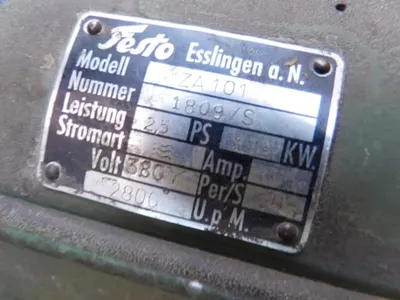 Festo Esslingen a. N.
Modell ZA 101
Nummer 1809/S
Leistung 2,5 PS KW.
Stromart Amp.
Volt 380 Per/S
2800 U.p.M.